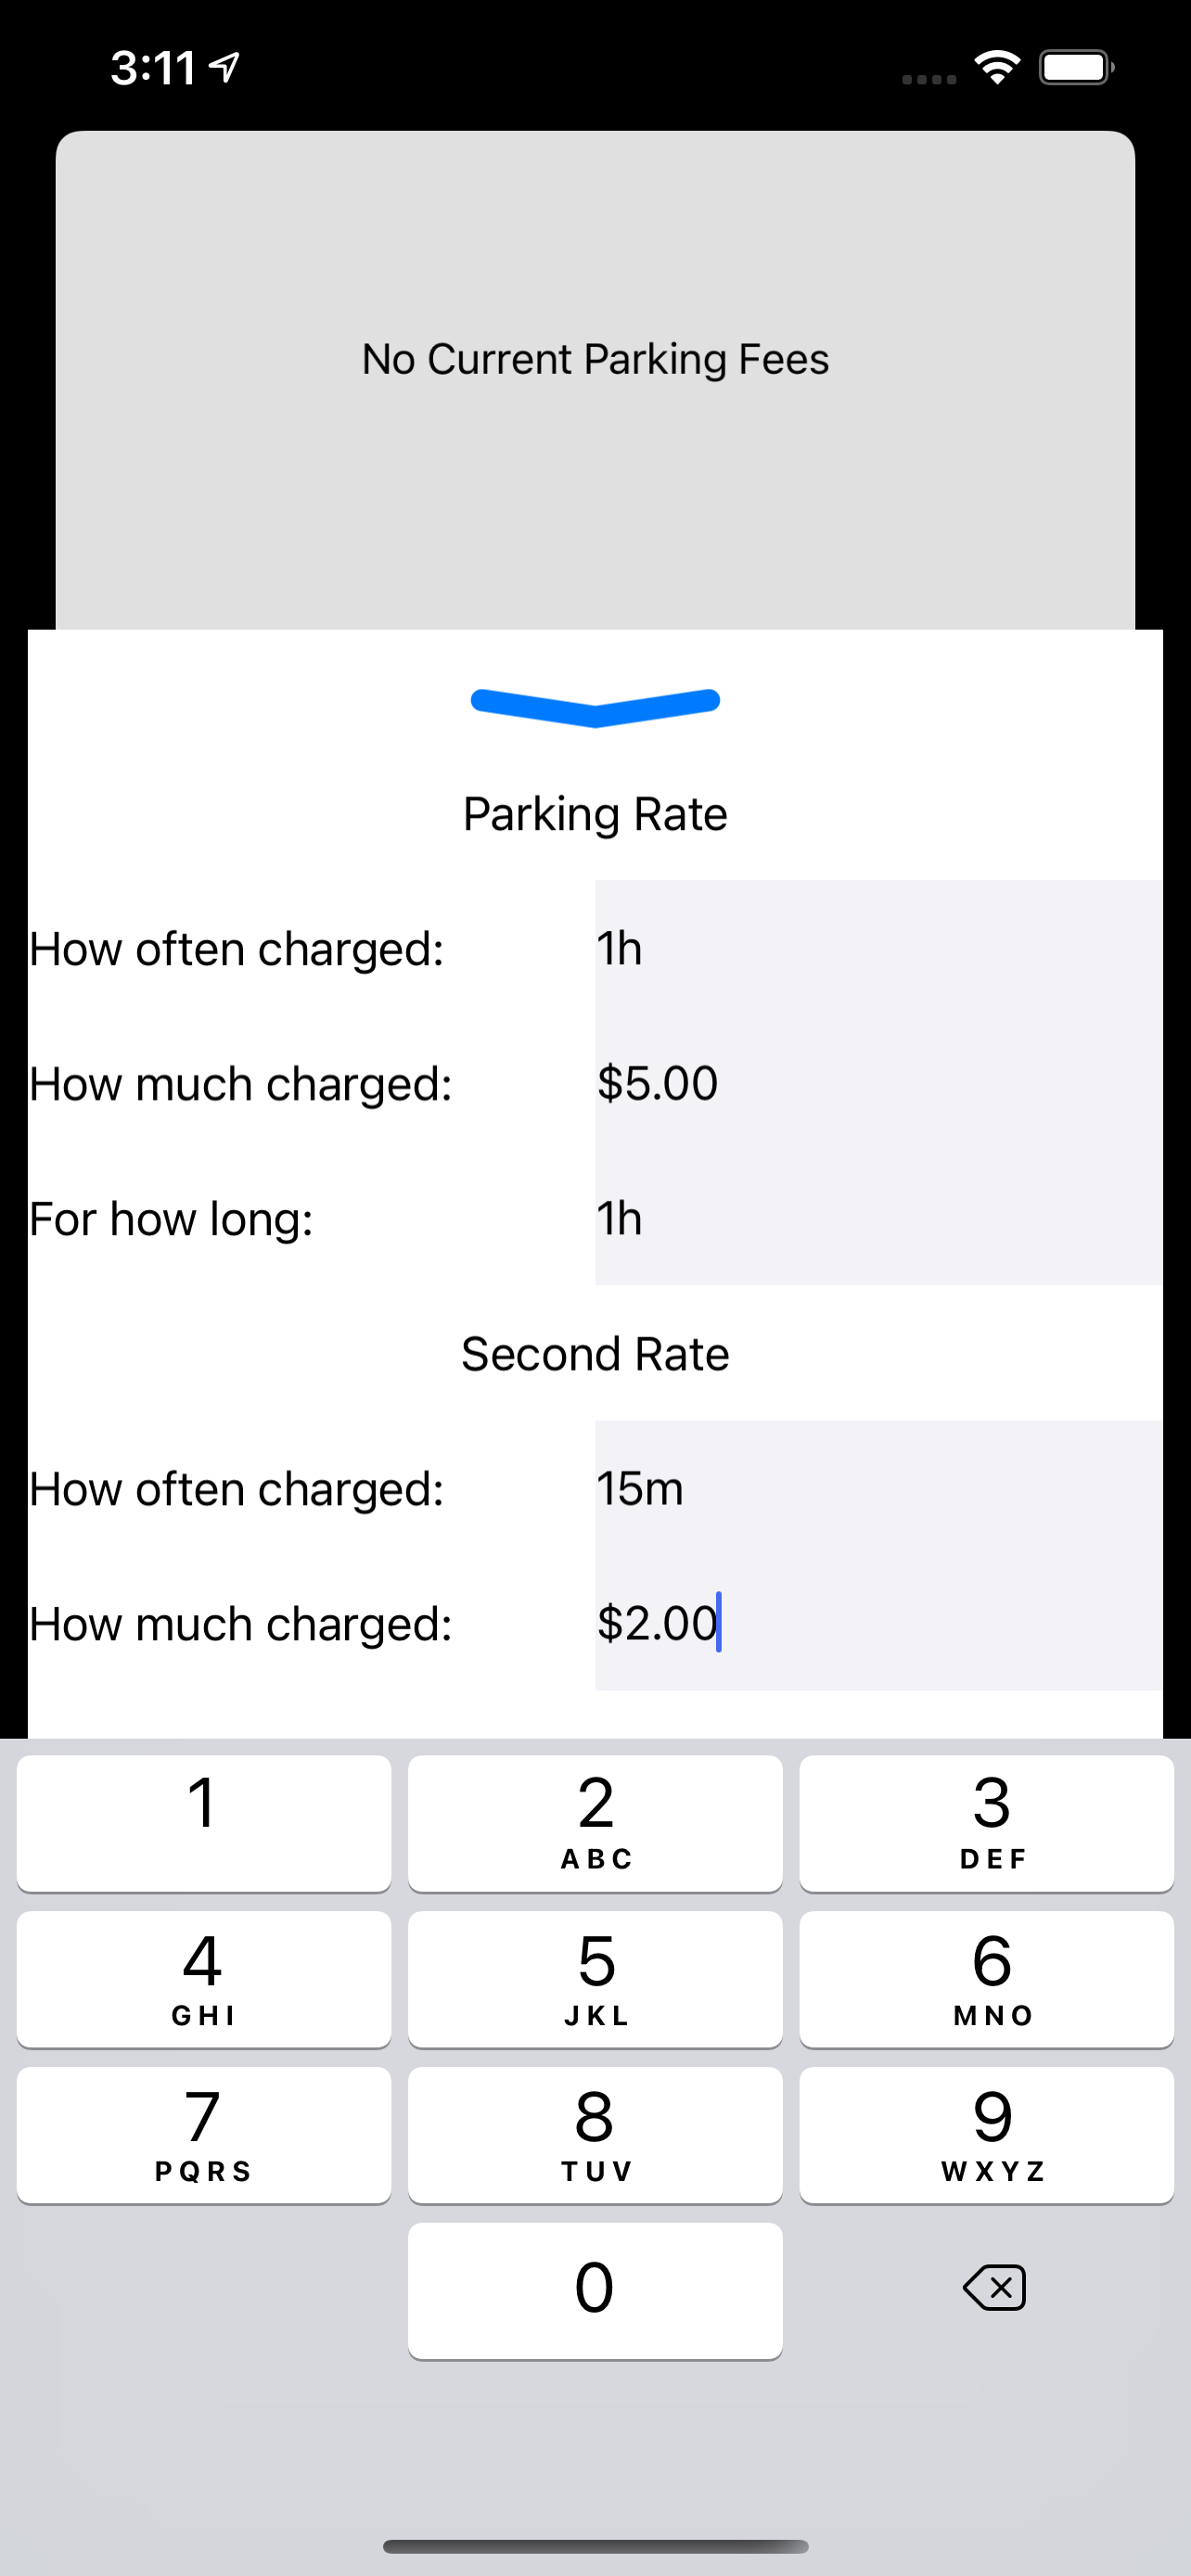 3:11
No Current Parking Fees
Parking Rate
How often charged: 1h
How much charged: $5.00
For how long: 1h
Second Rate
How often charged: 15m
How much charged: $2.00
1 2 3
ABC DEF
4 5 6
GHI JKL MNO
7 8 9
PQRS TUV WXYZ
0